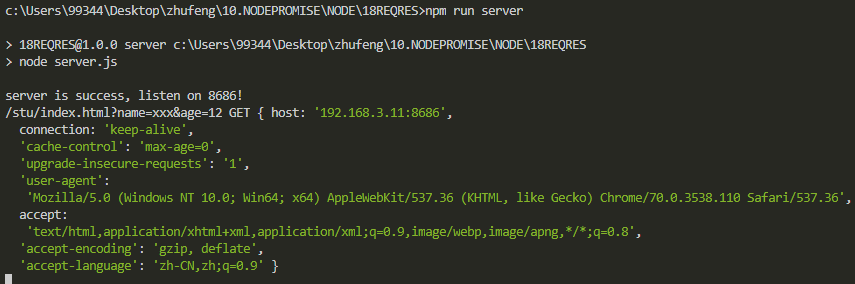 c:\Users\99344\Desktop\zhufeng\10.NODEPROMISE\NODE\18REQRES>npm run server
> 18REQRES@1.0.0 server c:\Users\99344\Desktop\zhufeng\10.NODEPROMISE\NODE\18REQRES
> node server.js
server is success, listen on 8686!
/stu/index.html?name=xxx&age=12 GET { host: '192.168.3.11:8686',
connection: 'keep-alive',
'cache-control': 'max-age=0',
'upgrade-insecure-requests': '1',
'user-agent':
'Mozilla/5.0 (Windows NT 10.0; Win64; x64) AppleWebKit/537.36 (KHTML, like Gecko) Chrome/70.0.3538.110 Safari/537.36',
accept:
'text/html,application/xhtml+xml,application/xml;q=0.9,image/webp,image/apng,*/*;q=0.8',
'accept-encoding': 'gzip, deflate',
'accept-language': 'zh-CN,zh;q=0.9' }